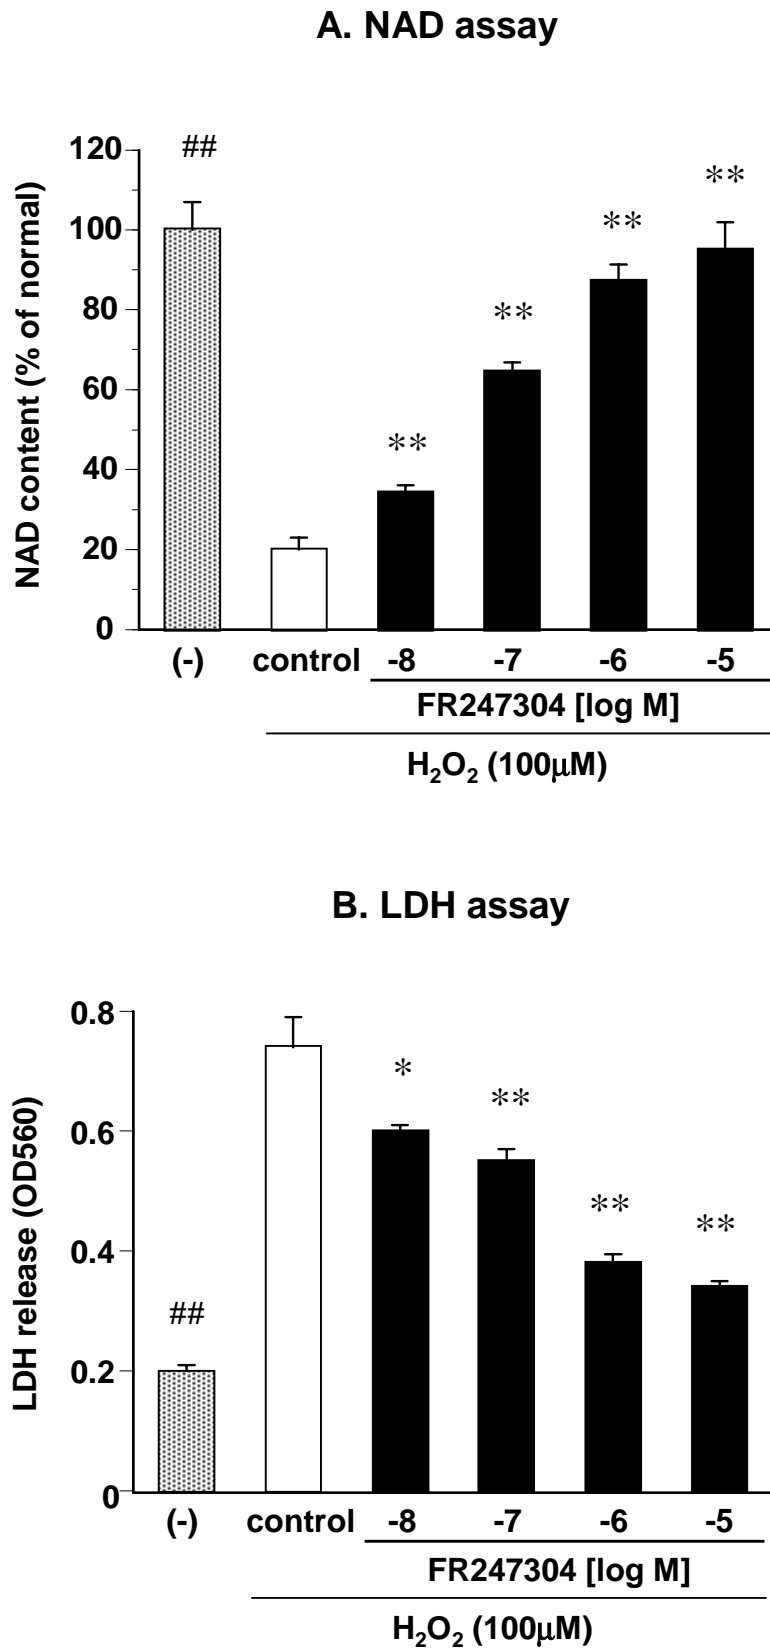 A. NAD assay
NAD content (% of normal)
120
100
80
60
40
20
0
##
**
**
**
**
(-) control -8 -7 -6 -5
FR247304 [log M]
H₂O₂ (100μM)
B. LDH assay
LDH release (OD560)
0.8
0.6
0.4
0.2
0
##
*
**
**
**
(-) control -8 -7 -6 -5
FR247304 [log M]
H₂O₂ (100μM)